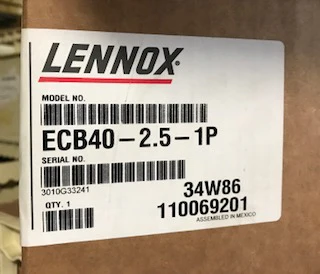 LENNOX
MODEL NO.
ECB40-2.5-1P
SERIAL NO.
3010G33241
QTY. 1
34W86
110069201
ASSEMBLED IN MEXICO